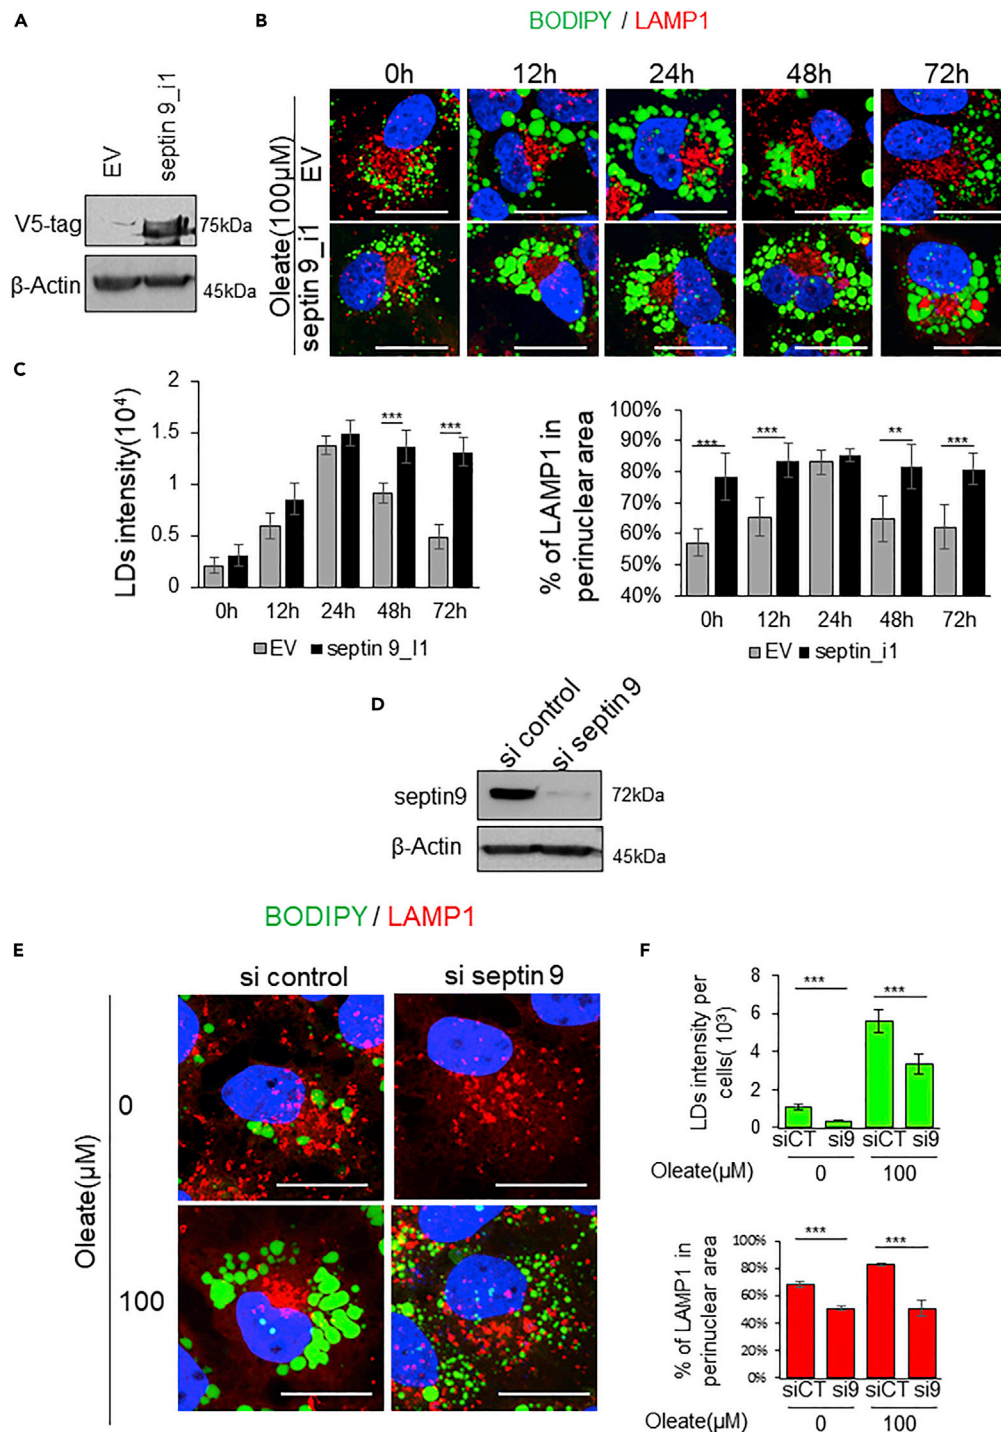 A
EV
septin 9_i1
V5-tag
75kDa
β-Actin
45kDa
B
BODIPY / LAMP1
0h
12h
24h
48h
72h
Oleate(100µM)
EV
septin 9_i1
C
LDs intensity(10⁴)
2
1.5
1
0.5
0
***
***
0h
12h
24h
48h
72h
EV
septin 9_I1
% of LAMP1 in
perinuclear area
100%
90%
80%
70%
60%
50%
40%
***
***
**
***
0h
12h
24h
48h
72h
EV
septin_i1
D
si control
si septin 9
septin9
72kDa
β-Actin
45kDa
BODIPY / LAMP1
E
si control
si septin 9
Oleate(µM)
0
100
F
LDs intensity per
cells( 10³)
8
6
4
2
0
***
***
siCT
si9
siCT
si9
Oleate(µM)
0
100
% of LAMP1 in
perinuclear area
100%
80%
60%
40%
20%
0%
***
***
siCT
si9
siCT
si9
Oleate(µM)
0
100